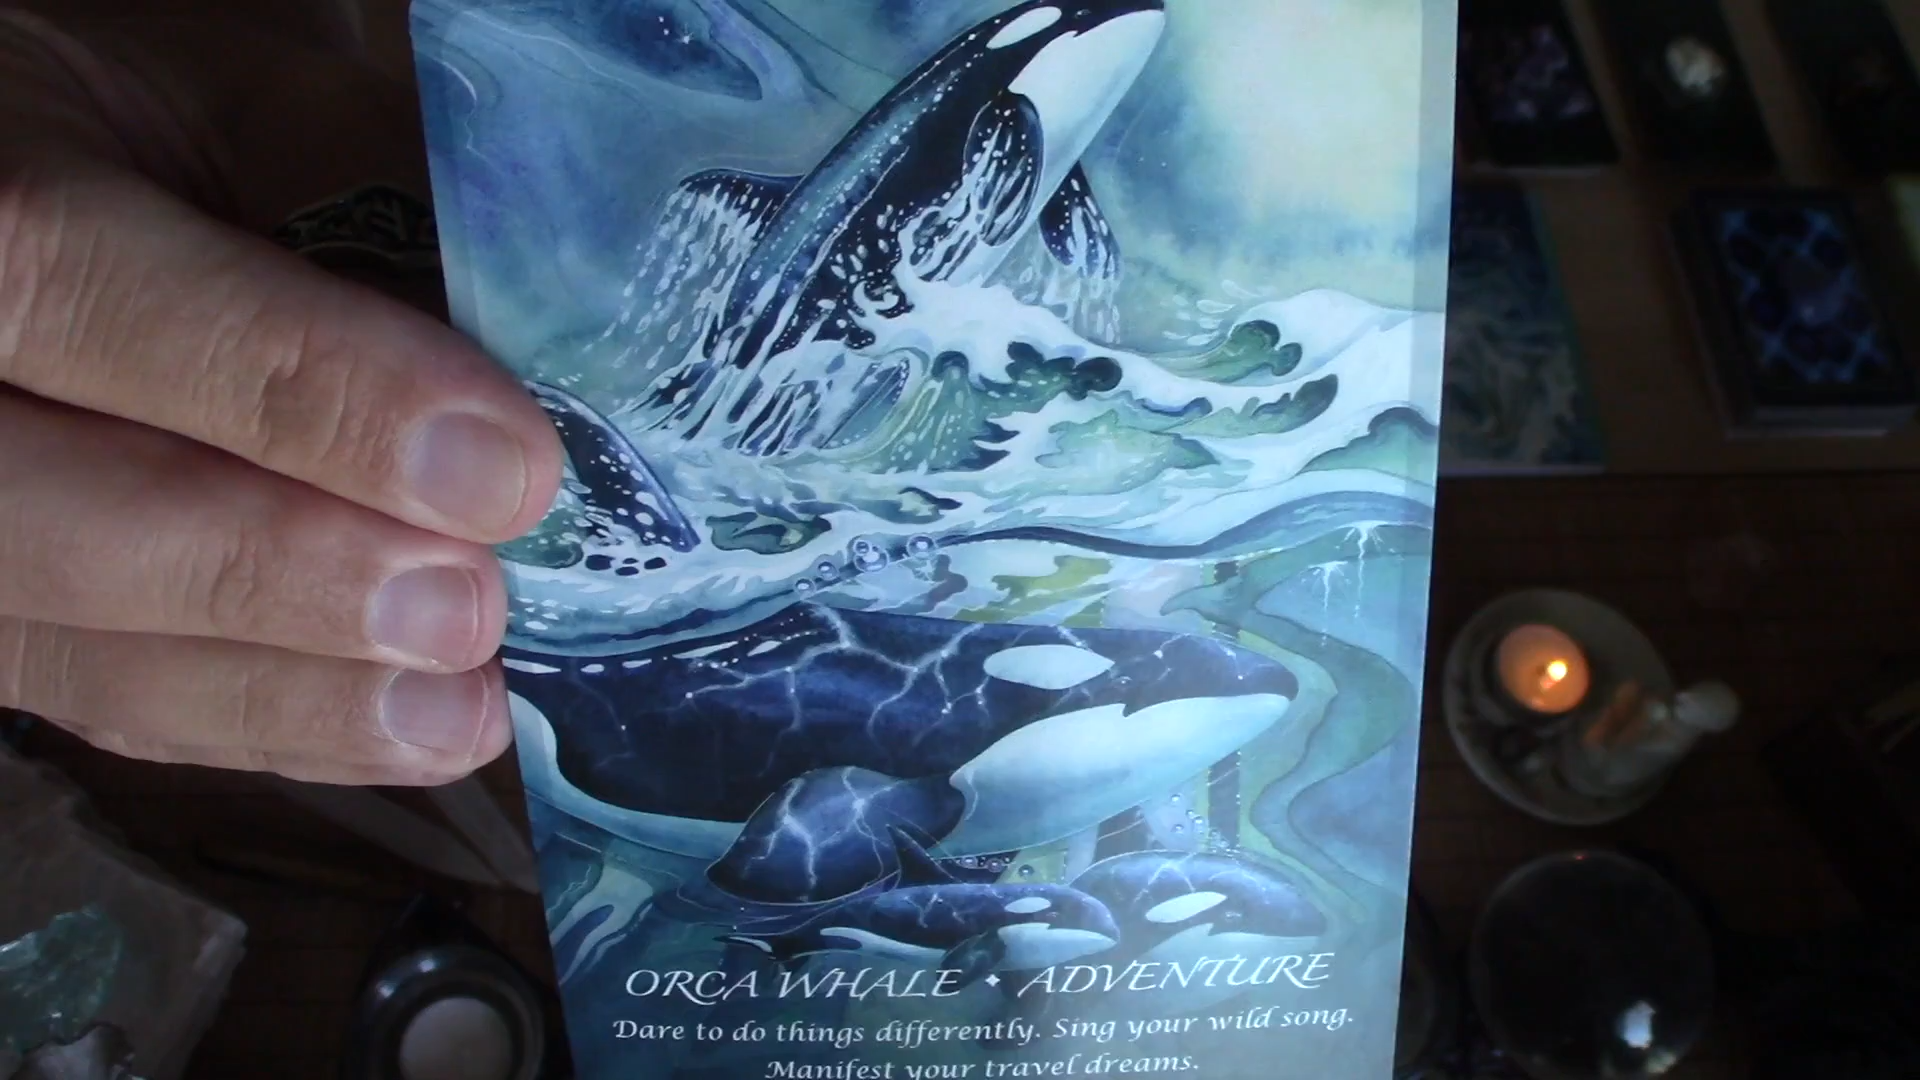 ORCA WHALE ✦ ADVENTURE
Dare to do things differently. Sing your wild song.
Manifest your travel dreams.